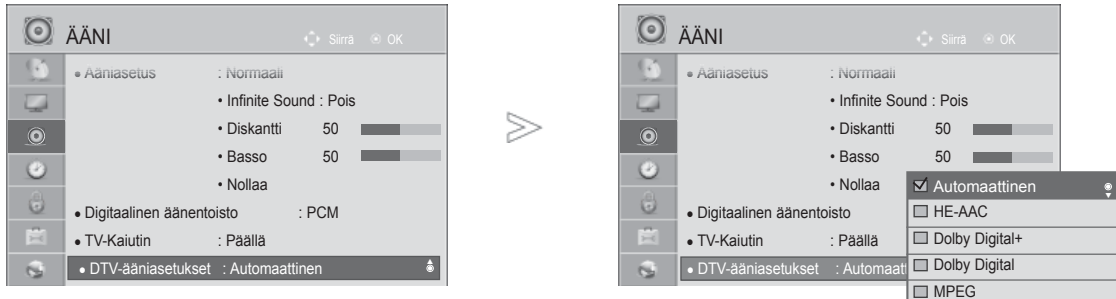 ÄÄNI
Siirrä OK
• Ääniasetus : Normaali
• Infinite Sound : Pois
• Diskantti 50
• Basso 50
• Nollaa
• Digitaalinen äänentoisto : PCM
• TV-Kaiutin : Päällä
• DTV-ääniasetukset : Automaattinen
ÄÄNI
Siirrä OK
• Ääniasetus : Normaali
• Infinite Sound : Pois
• Diskantti 50
• Basso 50
• Nollaa
• Digitaalinen äänentoisto
• TV-Kaiutin : Päällä
• DTV-ääniasetukset : Automaatt
Automaattinen
HE-AAC
Dolby Digital+
Dolby Digital
MPEG